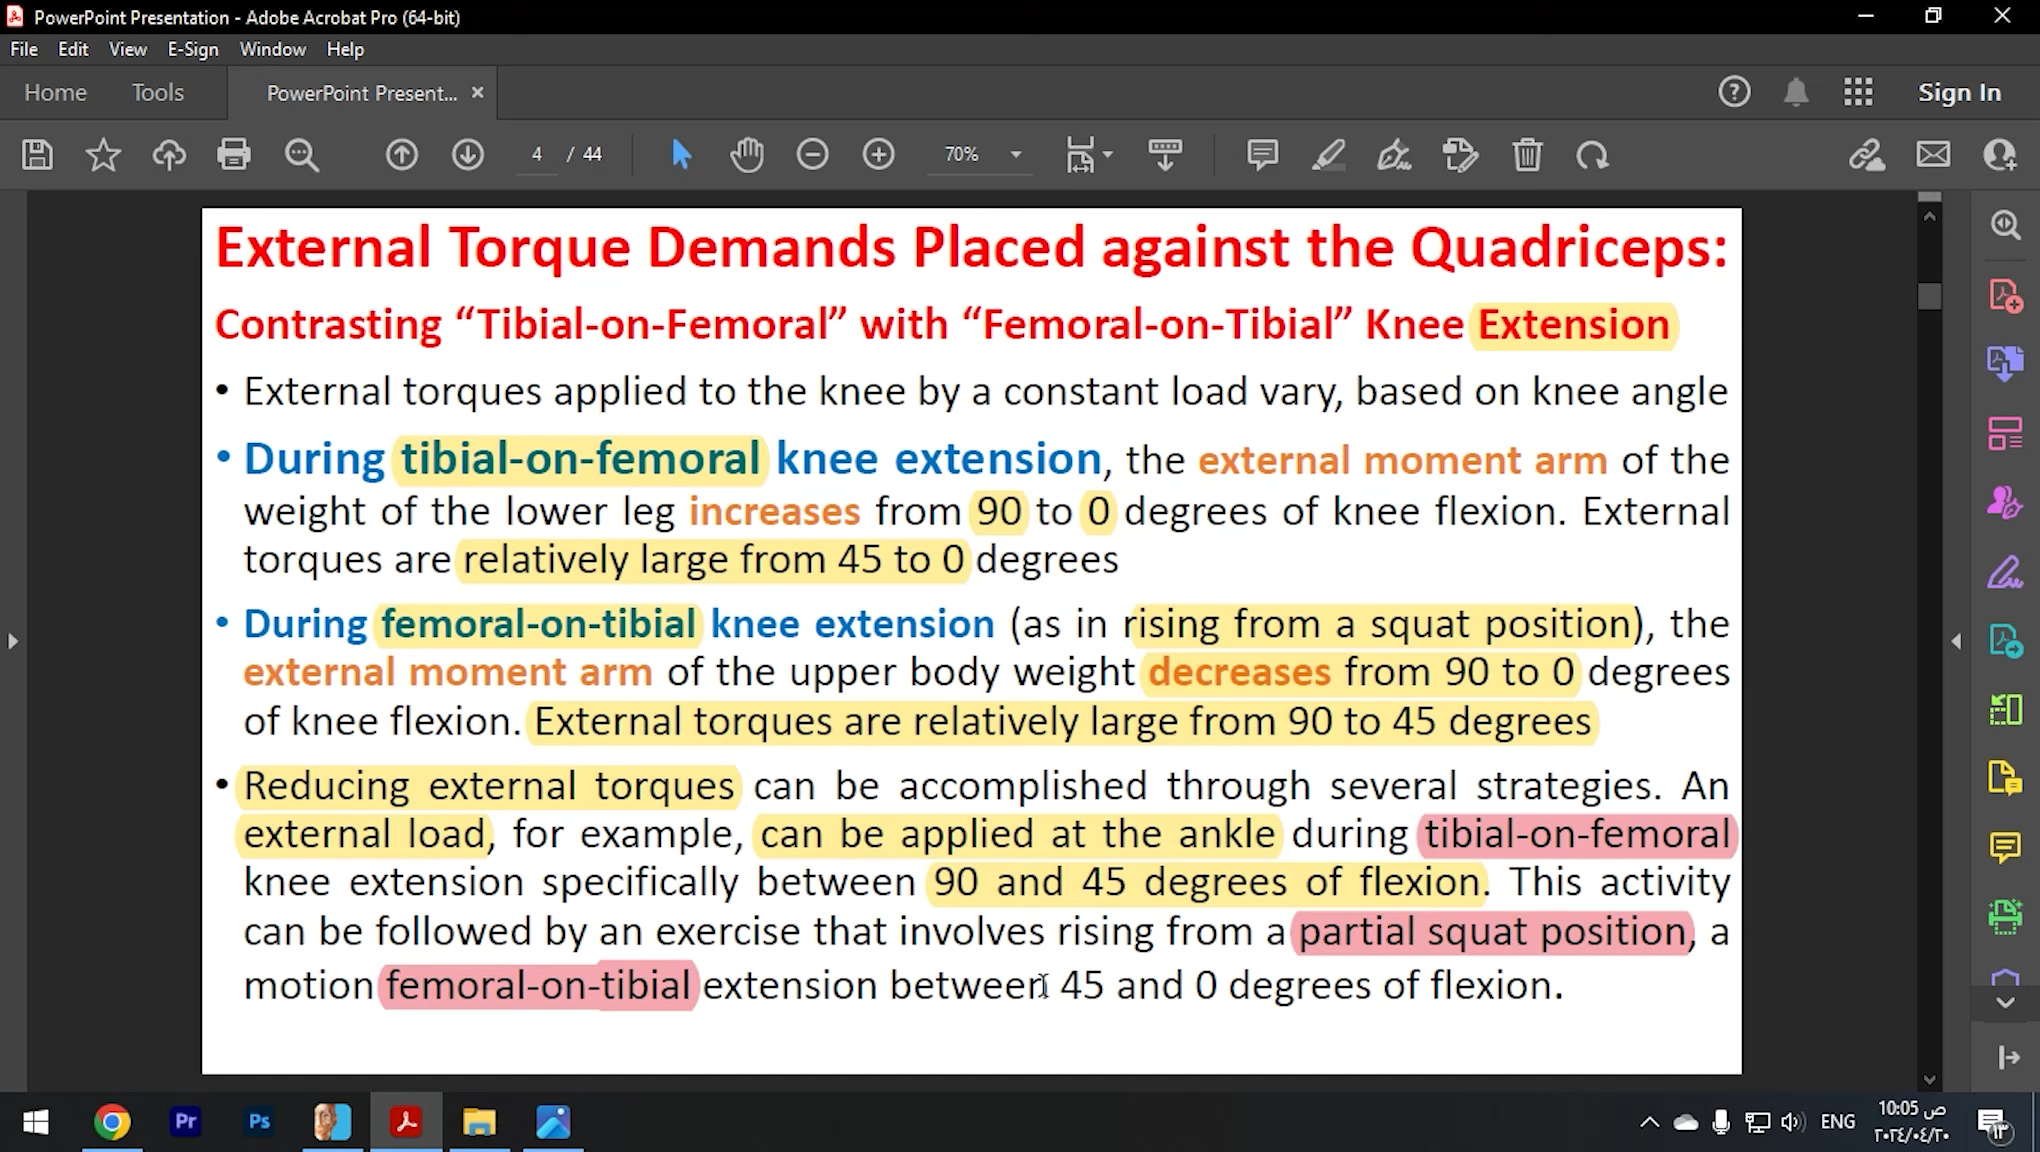 PowerPoint Presentation - Adobe Acrobat Pro (64-bit)
File Edit View E-Sign Window Help
Home Tools PowerPoint Present... ×
Sign In
4 / 44
70%
External Torque Demands Placed against the Quadriceps:
Contrasting “Tibial-on-Femoral” with “Femoral-on-Tibial” Knee Extension
• External torques applied to the knee by a constant load vary, based on knee angle
• During tibial-on-femoral knee extension, the external moment arm of the
weight of the lower leg increases from 90 to 0 degrees of knee flexion. External
torques are relatively large from 45 to 0 degrees
• During femoral-on-tibial knee extension (as in rising from a squat position), the
external moment arm of the upper body weight decreases from 90 to 0 degrees
of knee flexion. External torques are relatively large from 90 to 45 degrees
• Reducing external torques can be accomplished through several strategies. An
external load, for example, can be applied at the ankle during tibial-on-femoral
knee extension specifically between 90 and 45 degrees of flexion. This activity
can be followed by an exercise that involves rising from a partial squat position, a
motion femoral-on-tibial extension between 45 and 0 degrees of flexion.
Pr Ps
ENG
10:05 ص
٢٠٢٤/٠٤/٢٠
١٣